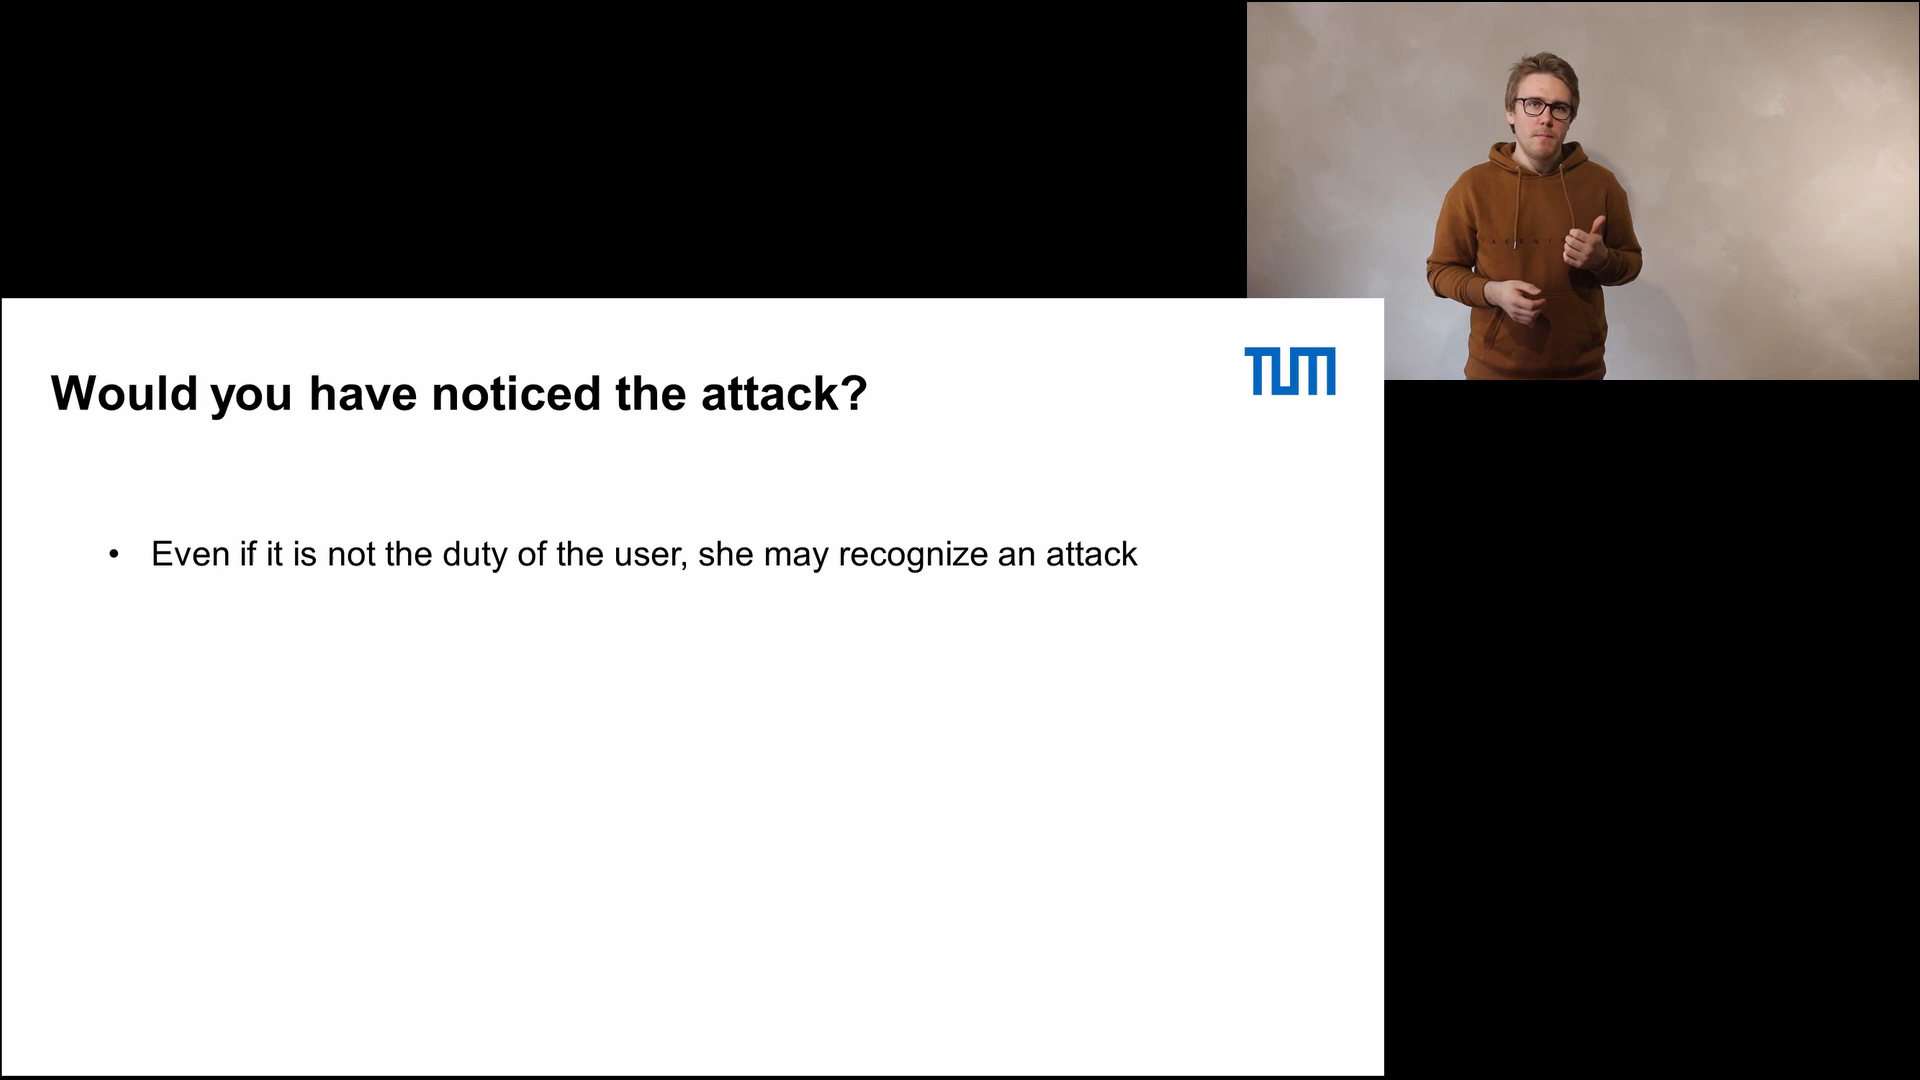 Would you have noticed the attack?
TUM
• Even if it is not the duty of the user, she may recognize an attack